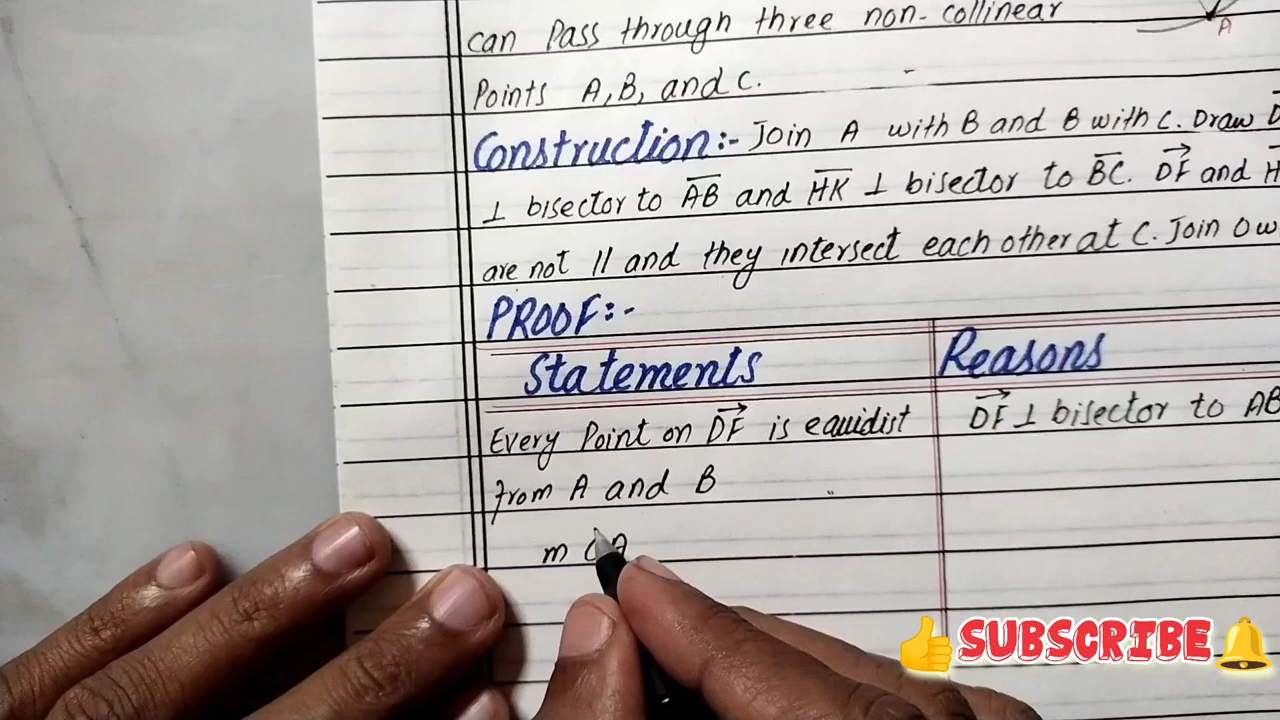 can Pass through three non-collinear
A
Points A, B, and C.
Construction:- Join A with B and B with C. Draw
⊥ bisector to AB and HK ⊥ bisector to BC. DF and H
are not || and they intersect each other at C. Join O w
PROOF:-
Statements Reasons
Every Point on DF is equidist DF ⊥ bisector to AB
from A and B
m OA
SUBSCRIBE